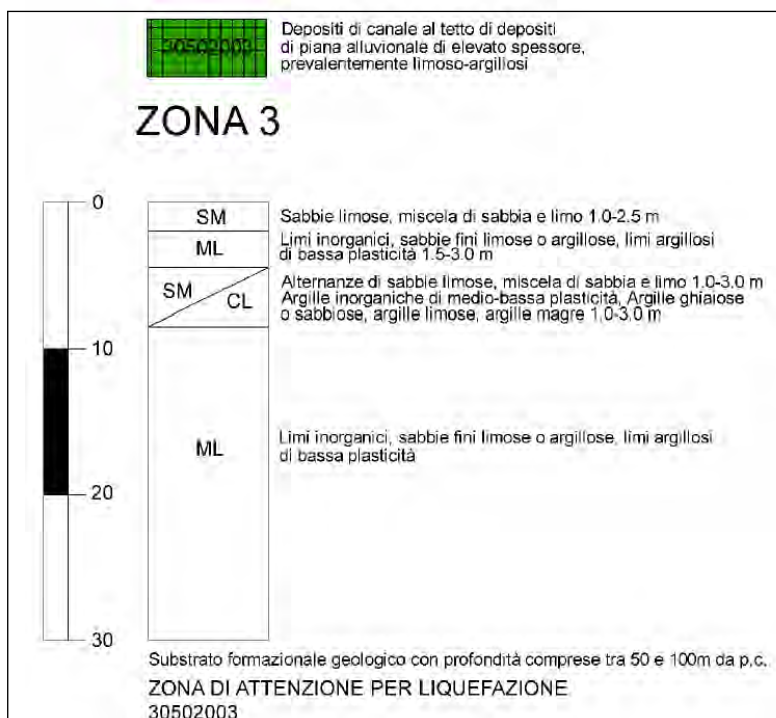 30502003
Depositi di canale al tetto di depositi
di piana alluvionale di elevato spessore,
prevalentemente limoso-argillosi
ZONA 3
0
SM
Sabbie limose, miscela di sabbia e limo 1.0-2.5 m
ML
Limi inorganici, sabbie fini limose o argillose, limi argillosi
di bassa plasticità 1.5-3.0 m
SM
CL
Alternanze di sabbie limose, miscela di sabbia e limo 1.0-3.0 m
Argille inorganiche di medio-bassa plasticità, Argille ghiaiose
o sabbiose, argille limose, argille magre 1.0-3.0 m
10
ML
Limi inorganici, sabbie fini limose o argillose, limi argillosi
di bassa plasticità
20
30
Substrato formazionale geologico con profondità comprese tra 50 e 100m da p.c.
ZONA DI ATTENZIONE PER LIQUEFAZIONE
30502003